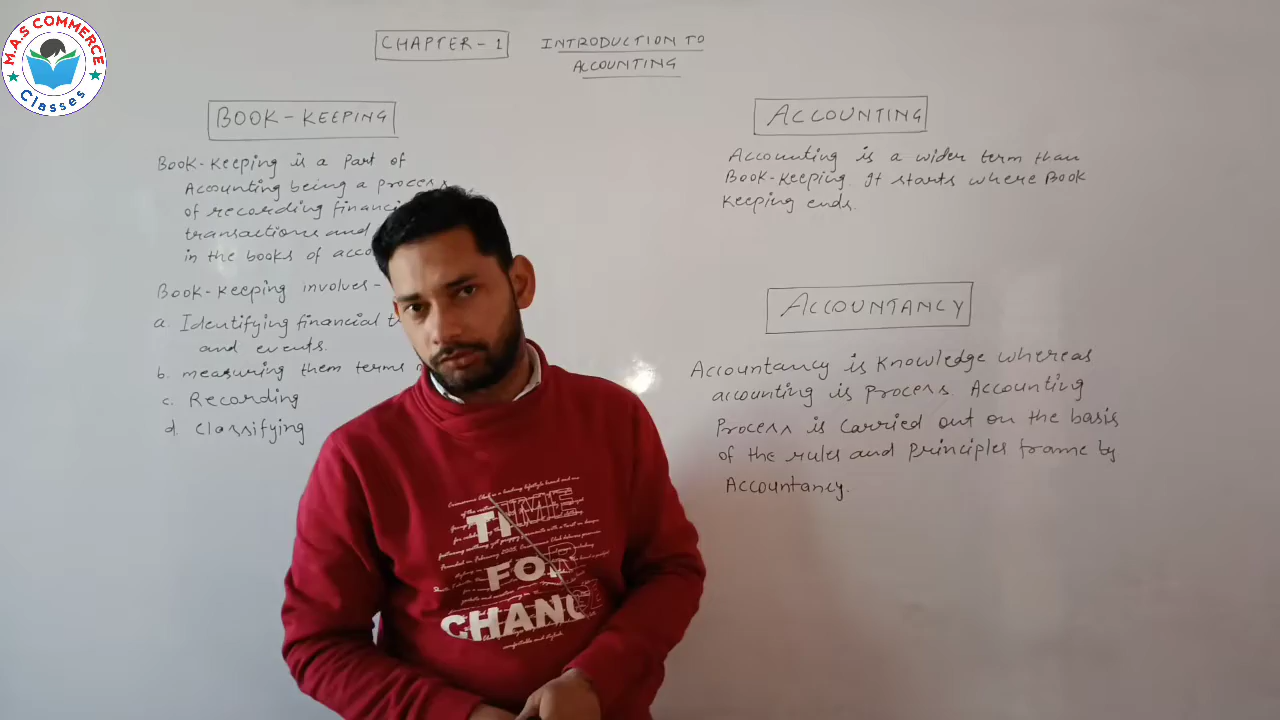 M.A.S COMMERCE
Classes
CHAPTER - 1
INTRODUCTION TO
ACCOUNTING
BOOK - KEEPING
Book-Keeping is a part of
Accounting being a process
of recording
transactions and
in the books of
Book-Keeping involves-
a. Identifying financial
and events.
b. measuring them terms
c. Recording
d. classifying
ACCOUNTING
Accounting is a wider term than
Book-Keeping. It starts where Book
Keeping ends.
ACCOUNTANCY
Accountancy is knowledge whereas
accounting is process. Accounting
process is carried out on the basis
of the rules and principles frame by
Accountancy.
TIME
FOR
CHANGE